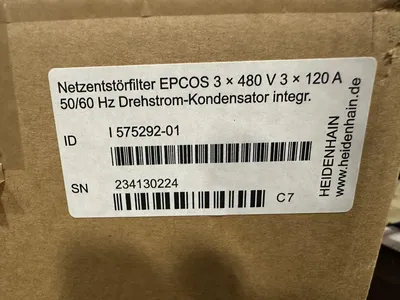 Netzentstörfilter EPCOS 3 × 480 V 3 × 120 A
50/60 Hz Drehstrom-Kondensator integr.
ID I 575292-01
SN 234130224
C7
HEIDENHAIN
www.heidenhain.de